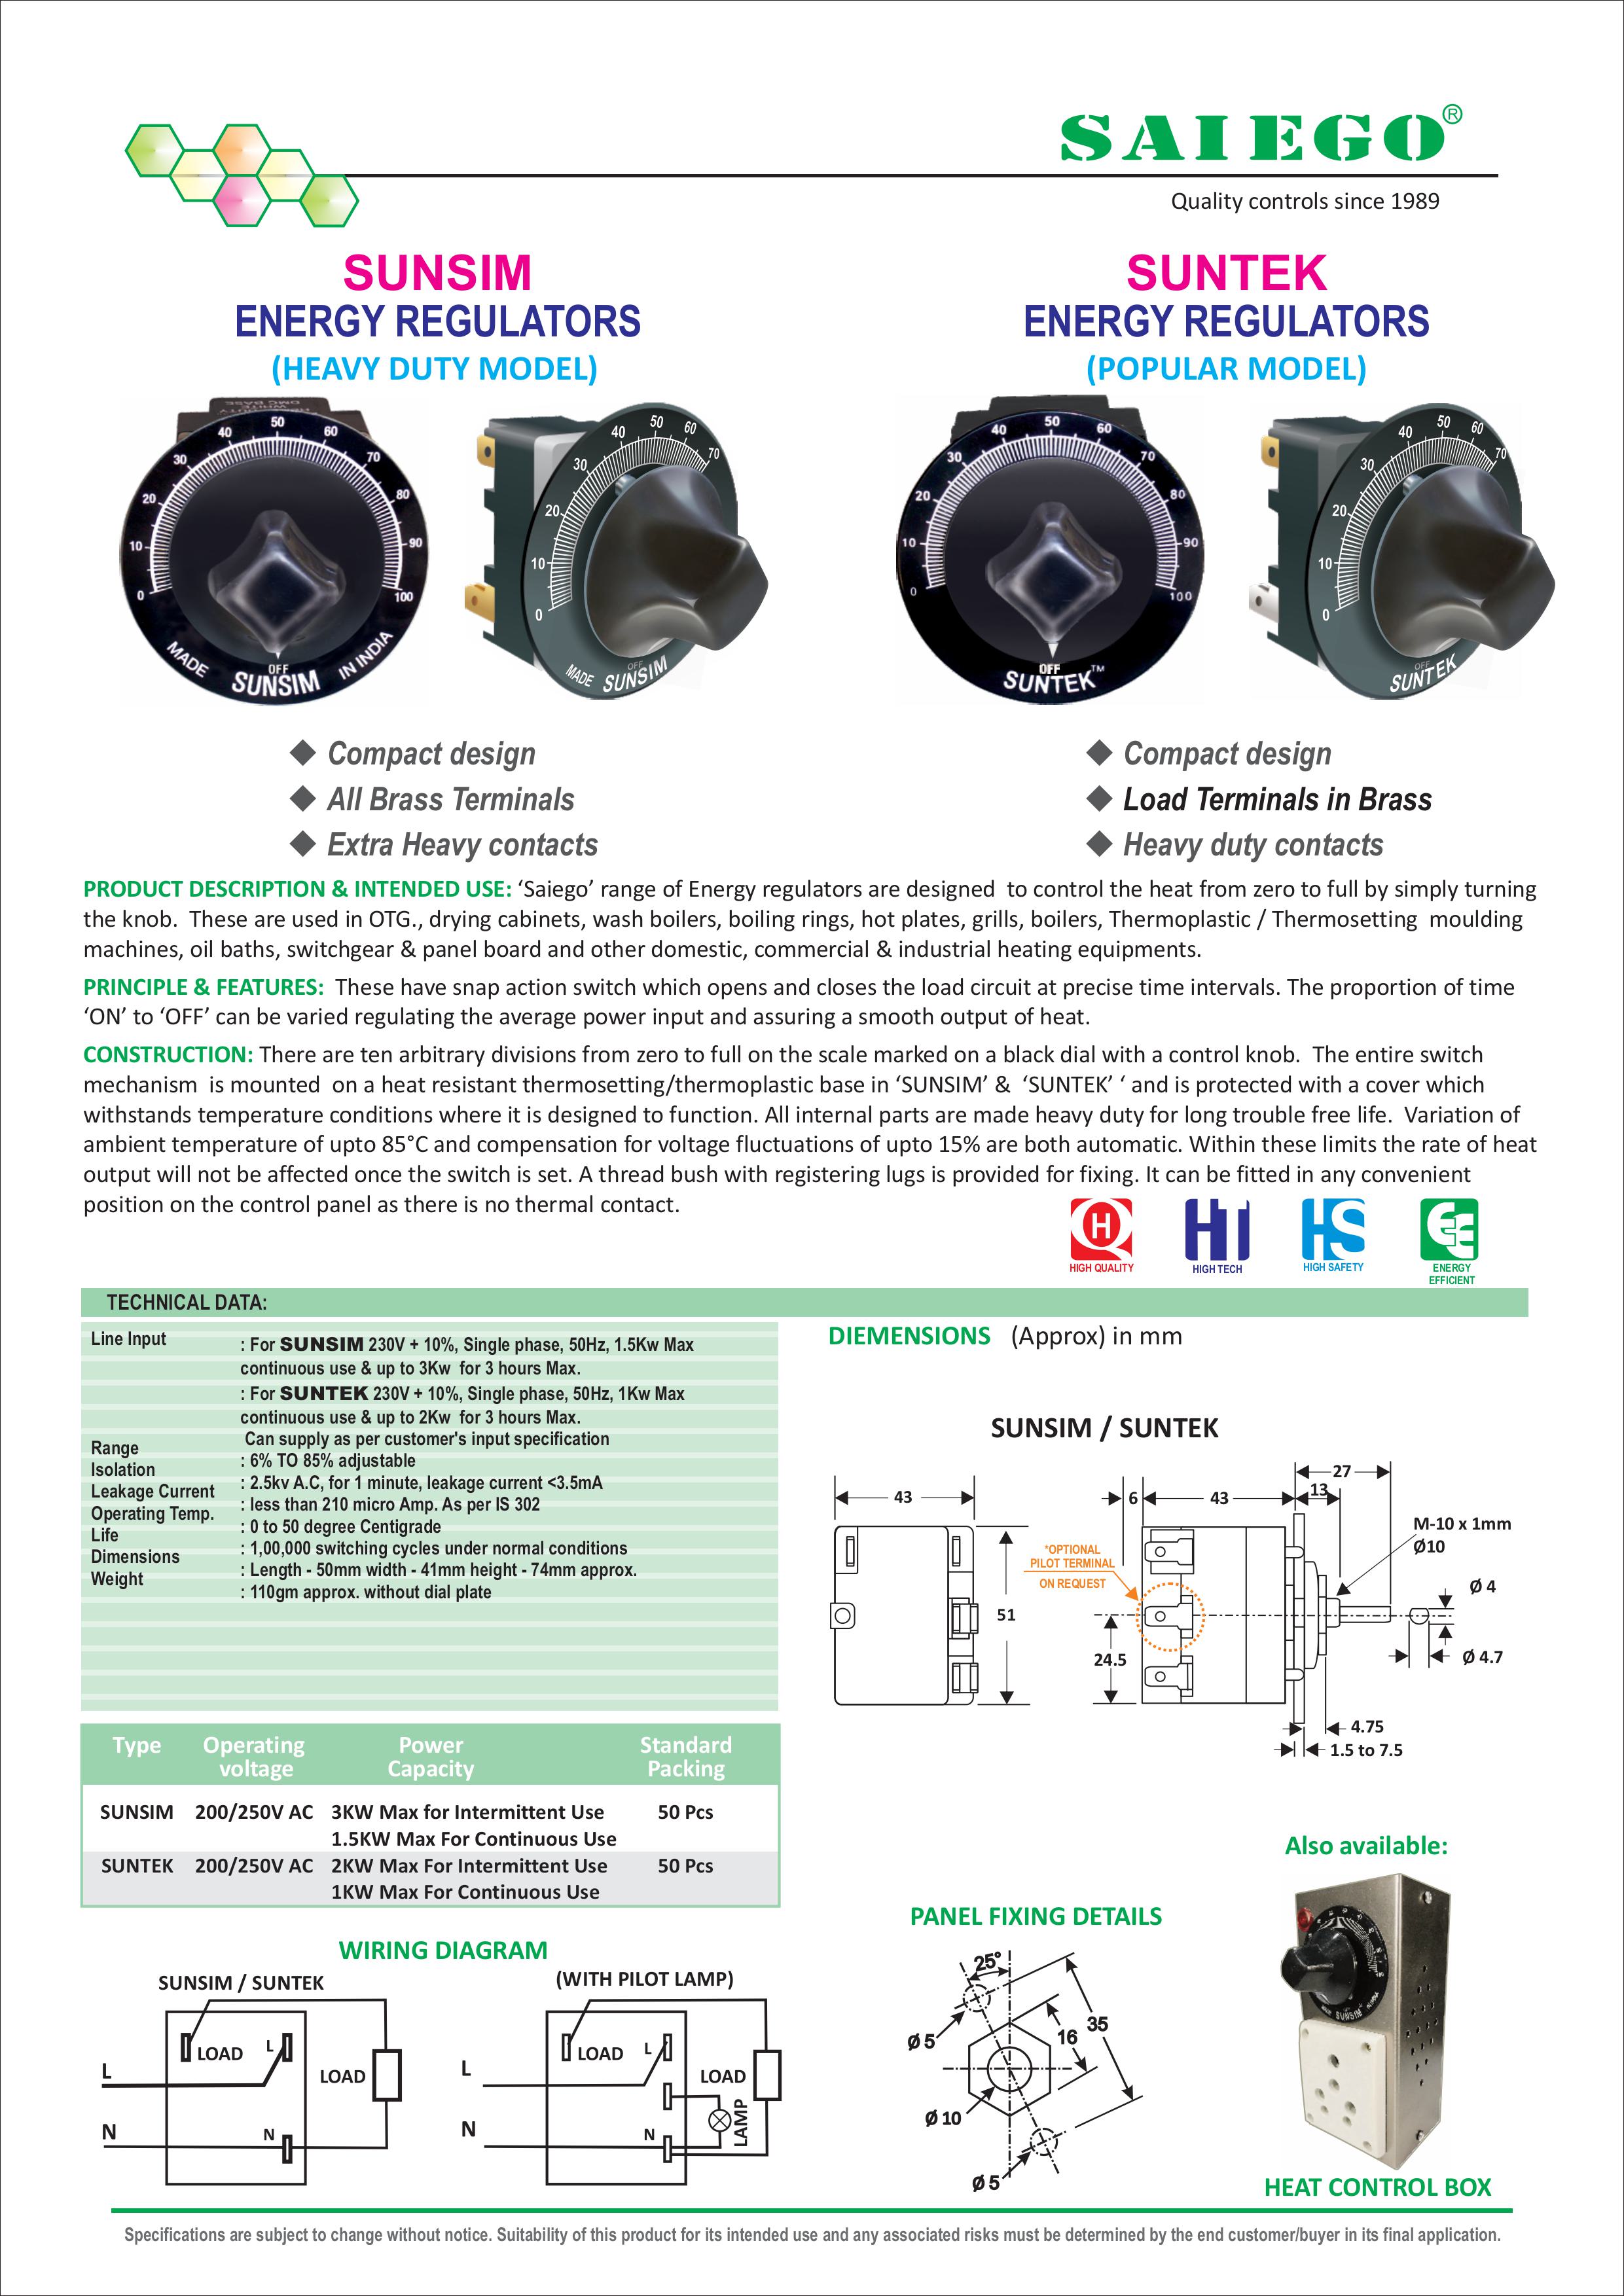 SAIEGO®
Quality controls since 1989
SUNSIM
ENERGY REGULATORS
(HEAVY DUTY MODEL)
0 10 20 30 40 50 60 70 80 90 100
OFF
MADE SUNSIM IN INDIA
0 10 20 30 40 50 60 70
OFF
MADE SUNSIM
◆ Compact design
◆ All Brass Terminals
◆ Extra Heavy contacts
SUNTEK
ENERGY REGULATORS
(POPULAR MODEL)
0 10 20 30 40 50 60 70 80 90 100
OFF
SUNTEK™
0 10 20 30 40 50 60 70
OFF
SUNTEK
◆ Compact design
◆ Load Terminals in Brass
◆ Heavy duty contacts
PRODUCT DESCRIPTION & INTENDED USE: ‘Saiego’ range of Energy regulators are designed to control the heat from zero to full by simply turning
the knob. These are used in OTG., drying cabinets, wash boilers, boiling rings, hot plates, grills, boilers, Thermoplastic / Thermosetting moulding
machines, oil baths, switchgear & panel board and other domestic, commercial & industrial heating equipments.
PRINCIPLE & FEATURES: These have snap action switch which opens and closes the load circuit at precise time intervals. The proportion of time
‘ON’ to ‘OFF’ can be varied regulating the average power input and assuring a smooth output of heat.
CONSTRUCTION: There are ten arbitrary divisions from zero to full on the scale marked on a black dial with a control knob. The entire switch
mechanism is mounted on a heat resistant thermosetting/thermoplastic base in ‘SUNSIM’ & ‘SUNTEK’ ‘ and is protected with a cover which
withstands temperature conditions where it is designed to function. All internal parts are made heavy duty for long trouble free life. Variation of
ambient temperature of upto 85°C and compensation for voltage fluctuations of upto 15% are both automatic. Within these limits the rate of heat
output will not be affected once the switch is set. A thread bush with registering lugs is provided for fixing. It can be fitted in any convenient
position on the control panel as there is no thermal contact.
HQ HT HS EE
HIGH QUALITY
HIGH TECH
HIGH SAFETY
ENERGY
EFFICIENT
TECHNICAL DATA:
Line Input : For SUNSIM 230V + 10%, Single phase, 50Hz, 1.5Kw Max
continuous use & up to 3Kw for 3 hours Max.
: For SUNTEK 230V + 10%, Single phase, 50Hz, 1Kw Max
continuous use & up to 2Kw for 3 hours Max.
Can supply as per customer's input specification
Range : 6% TO 85% adjustable
Isolation : 2.5kv A.C, for 1 minute, leakage current <3.5mA
Leakage Current : less than 210 micro Amp. As per IS 302
Operating Temp. : 0 to 50 degree Centigrade
Life : 1,00,000 switching cycles under normal conditions
Dimensions : Length - 50mm width - 41mm height - 74mm approx.
Weight : 110gm approx. without dial plate
DIEMENSIONS (Approx) in mm
SUNSIM / SUNTEK
43
51
6
43
27
13
M-10 x 1mm
Ø10
*OPTIONAL
PILOT TERMINAL
ON REQUEST
24.5
Ø 4
Ø 4.7
4.75
1.5 to 7.5
Type Operating Power Standard
voltage Capacity Packing
SUNSIM 200/250V AC 3KW Max for Intermittent Use 50 Pcs
1.5KW Max For Continuous Use
SUNTEK 200/250V AC 2KW Max For Intermittent Use 50 Pcs
1KW Max For Continuous Use
WIRING DIAGRAM
SUNSIM / SUNTEK
LOAD L
L
LOAD
N
N
(WITH PILOT LAMP)
LOAD L
L
LOAD
LAMP
N
N
PANEL FIXING DETAILS
25°
Ø 5
16
35
Ø 10
Ø 5
Also available:
SUNSIM
HEAT CONTROL BOX
Specifications are subject to change without notice. Suitability of this product for its intended use and any associated risks must be determined by the end customer/buyer in its final application.